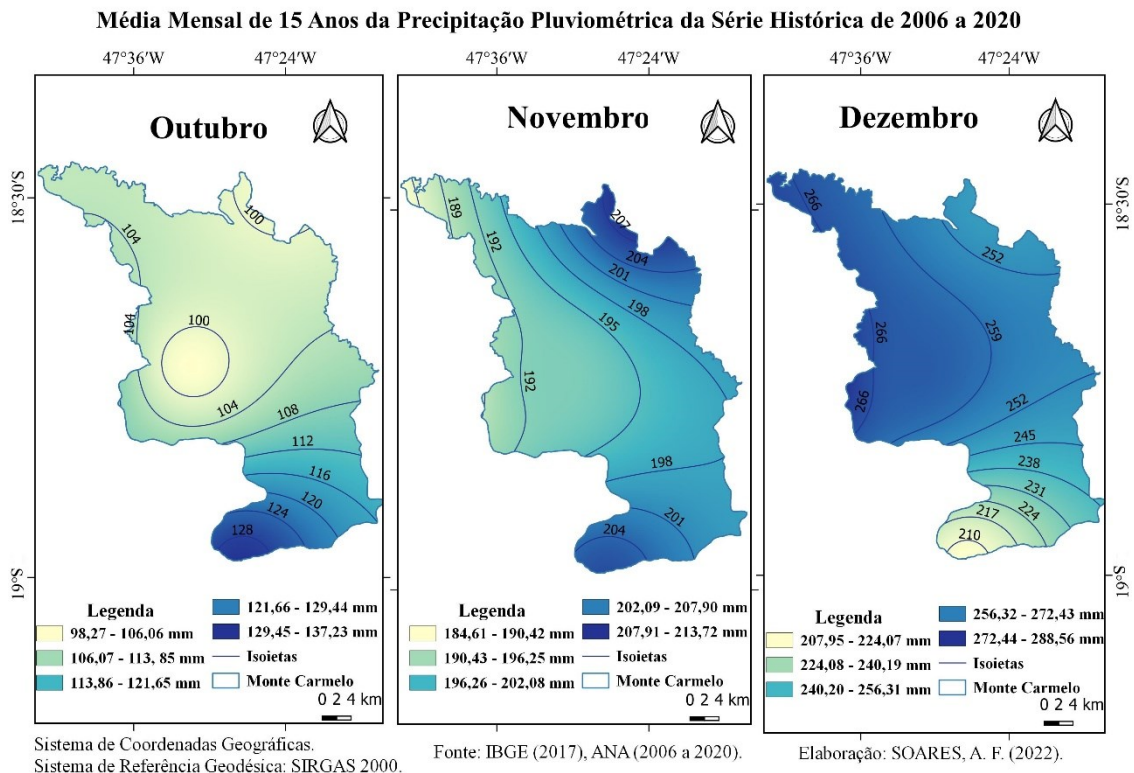 Média Mensal de 15 Anos da Precipitação Pluviométrica da Série Histórica de 2006 a 2020
47°36′W 47°24′W
47°36′W 47°24′W
47°36′W 47°24′W
18°30′S
18°30′S
19°S
19°S
Outubro
104
100
104
100
104
108
112
116
120
124
128
Legenda
98,27 - 106,06 mm
106,07 - 113, 85 mm
113,86 - 121,65 mm
121,66 - 129,44 mm
129,45 - 137,23 mm
Isoietas
Monte Carmelo
0 2 4 km
Novembro
189
192
207
204
201
198
195
192
198
201
204
Legenda
184,61 - 190,42 mm
190,43 - 196,25 mm
196,26 - 202,08 mm
202,09 - 207,90 mm
207,91 - 213,72 mm
Isoietas
Monte Carmelo
0 2 4 km
Dezembro
266
252
266
259
266
252
245
238
231
224
217
210
Legenda
207,95 - 224,07 mm
224,08 - 240,19 mm
240,20 - 256,31 mm
256,32 - 272,43 mm
272,44 - 288,56 mm
Isoietas
Monte Carmelo
0 2 4 km
Sistema de Coordenadas Geográficas.
Sistema de Referência Geodésica: SIRGAS 2000.
Fonte: IBGE (2017), ANA (2006 a 2020).
Elaboração: SOARES, A. F. (2022).